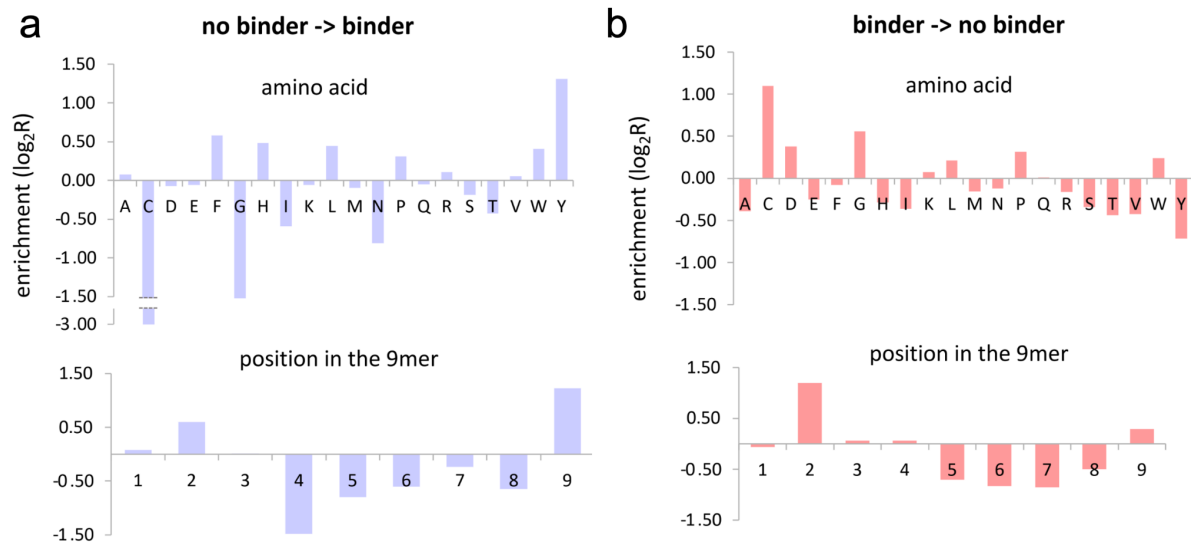 a
no binder -> binder
amino acid
enrichment (log2R)
1.50
1.00
0.50
0.00
-0.50
-1.00
-1.50
-3.00
A C D E F G H I K L M N P Q R S T V W Y
position in the 9mer
1.50
0.50
-0.50
-1.50
1 2 3 4 5 6 7 8 9
b
binder -> no binder
amino acid
enrichment (log₂R)
1.50
1.00
0.50
0.00
-0.50
-1.00
-1.50
A C D E F G H I K L M N P Q R S T V W Y
position in the 9mer
1.50
0.50
-0.50
-1.50
1 2 3 4 5 6 7 8 9